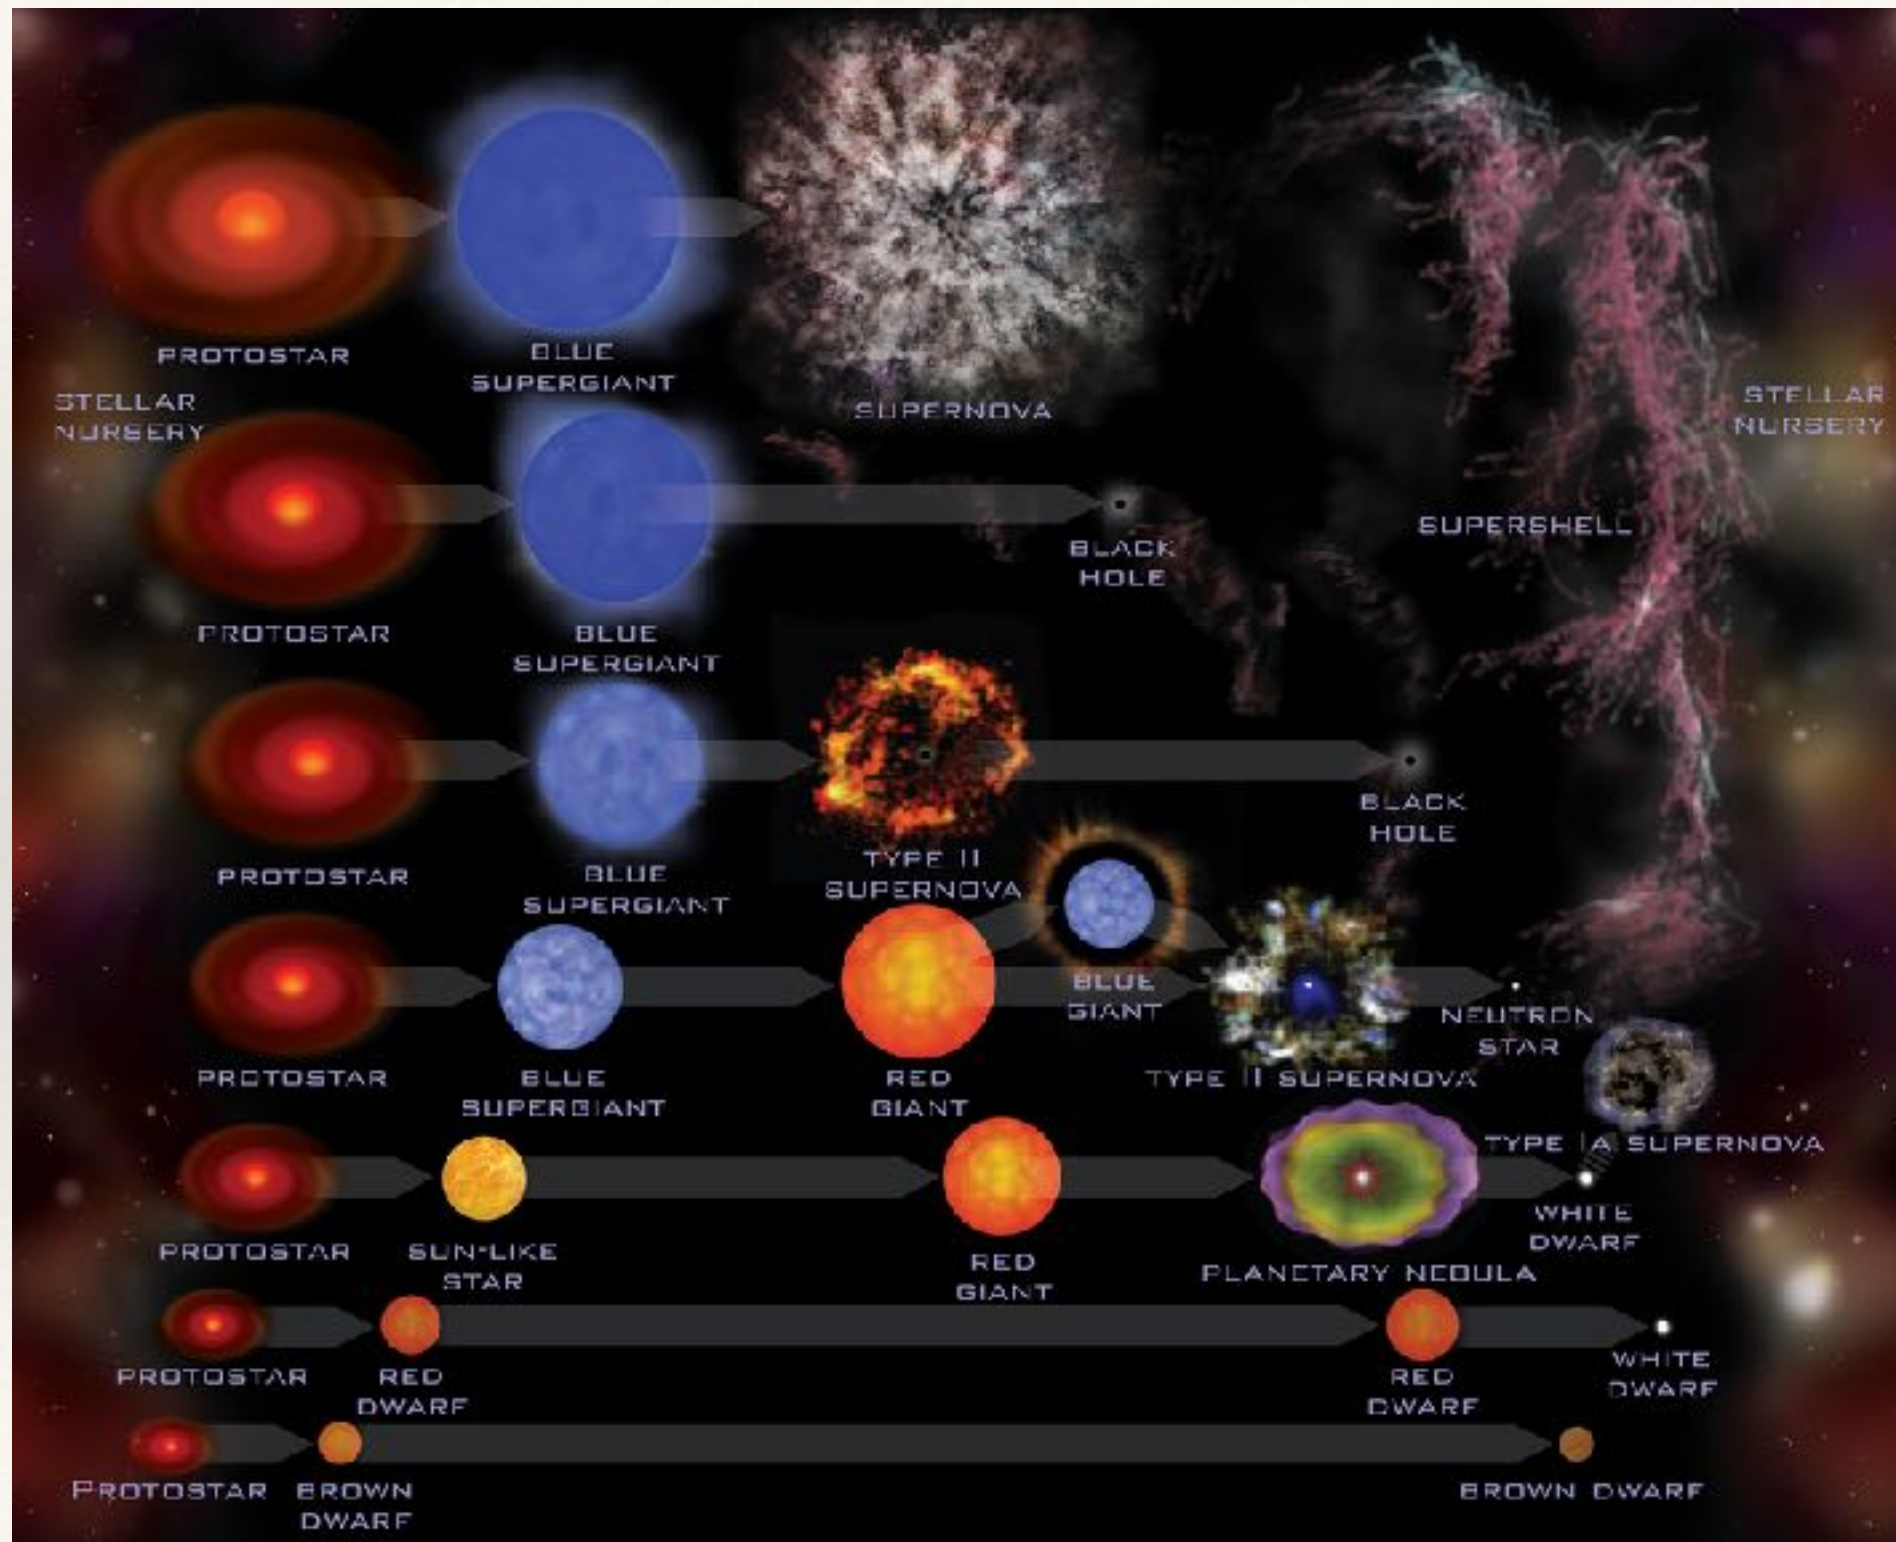 PROTOSTAR
BLUE
SUPERGIANT
SUPERNOVA
STELLAR
NURSERY
STELLAR
NURSERY
SUPERSHELL
PROTOSTAR
BLUE
SUPERGIANT
BLACK
HOLE
PROTOSTAR
BLUE
SUPERGIANT
TYPE II
SUPERNOVA
BLACK
HOLE
PROTOSTAR
BLUE
SUPERGIANT
RED
GIANT
BLUE
GIANT
TYPE II SUPERNOVA
NEUTRON
STAR
TYPE IA SUPERNOVA
PROTOSTAR
SUN-LIKE
STAR
RED
GIANT
PLANETARY NEBULA
WHITE
DWARF
PROTOSTAR
RED
DWARF
RED
DWARF
WHITE
DWARF
PROTOSTAR
BROWN
DWARF
BROWN DWARF